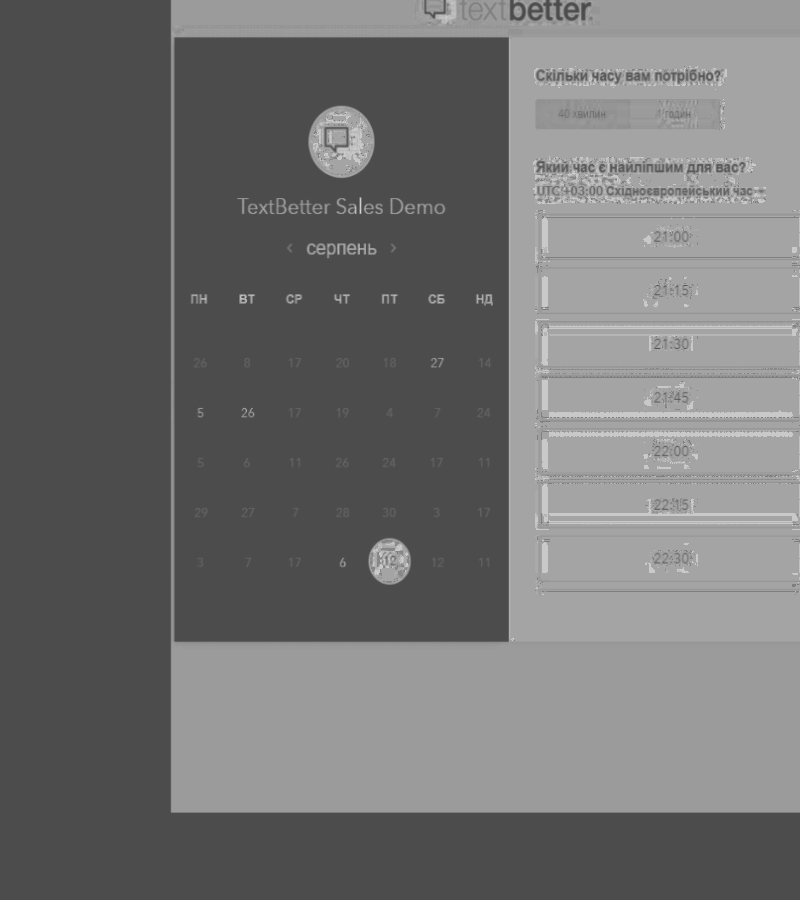 textbetter.
TextBetter Sales Demo
< серпень >
ПН ВТ СР ЧТ ПТ СБ НД
26 8 17 20 18 27 14
5 26 17 19 4 7 24
5 6 11 26 24 17 11
29 27 7 28 30 3 17
3 7 17 6 12 12 11
Скільки часу вам потрібно?
40 хвилин 1 годин
Який час є найліпшим для вас?
UTC +03:00 Східноєвропейський час
21:00
21:15
21:30
21:45
22:00
22:15
22:30